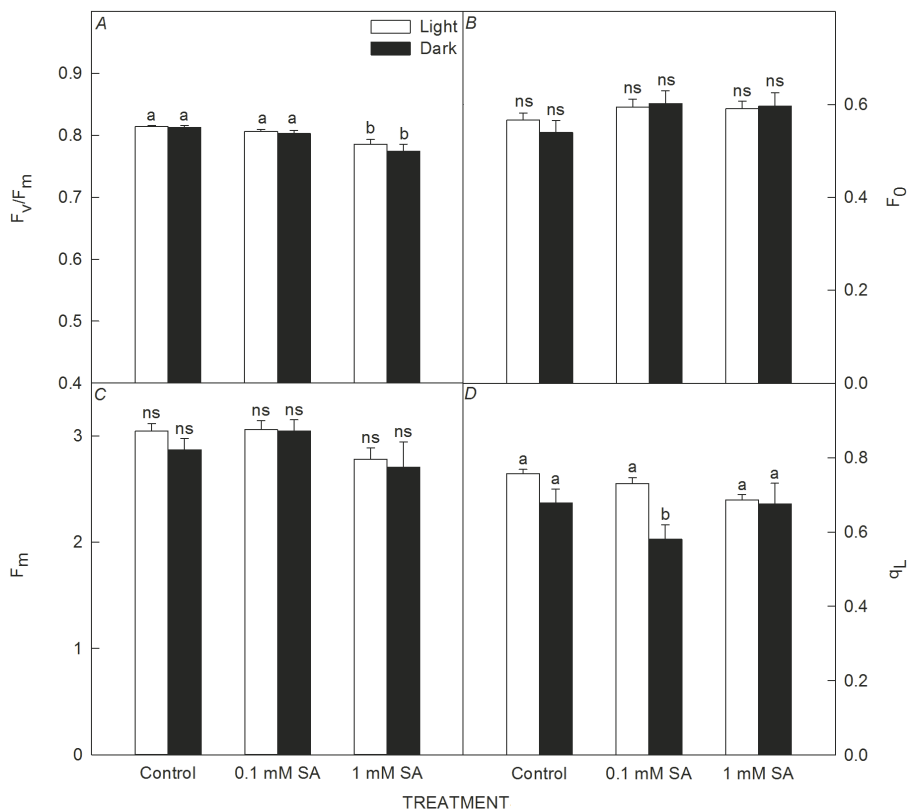 A
Light
Dark
a a a a b b
0.9
0.8
0.7
0.6
0.5
0.4
Fv/Fm
B
ns ns ns ns ns ns
0.6
0.4
0.2
0.0
F0
C
ns ns ns ns ns ns
3
2
1
0
Fm
Control 0.1 mM SA 1 mM SA
D
a a a b a a
0.8
0.6
0.4
0.2
0.0
qL
Control 0.1 mM SA 1 mM SA
TREATMENT